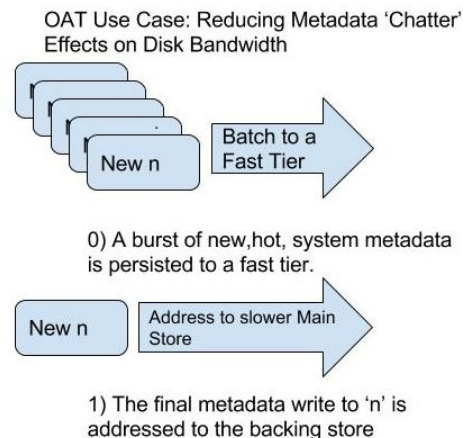 OAT Use Case: Reducing Metadata ‘Chatter’
Effects on Disk Bandwidth
New n
Batch to a
Fast Tier
0) A burst of new,hot, system metadata
is persisted to a fast tier.
New n
Address to slower Main
Store
1) The final metadata write to ‘n’ is
addressed to the backing store